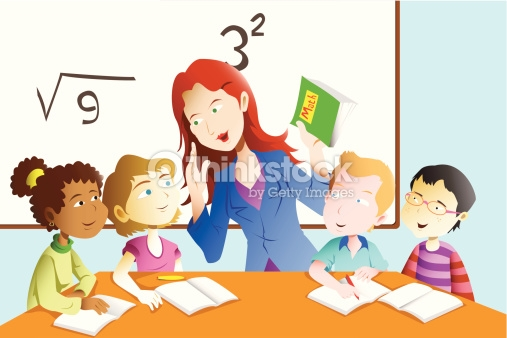 3²
√9
Math
Thinkstock
by Getty Images